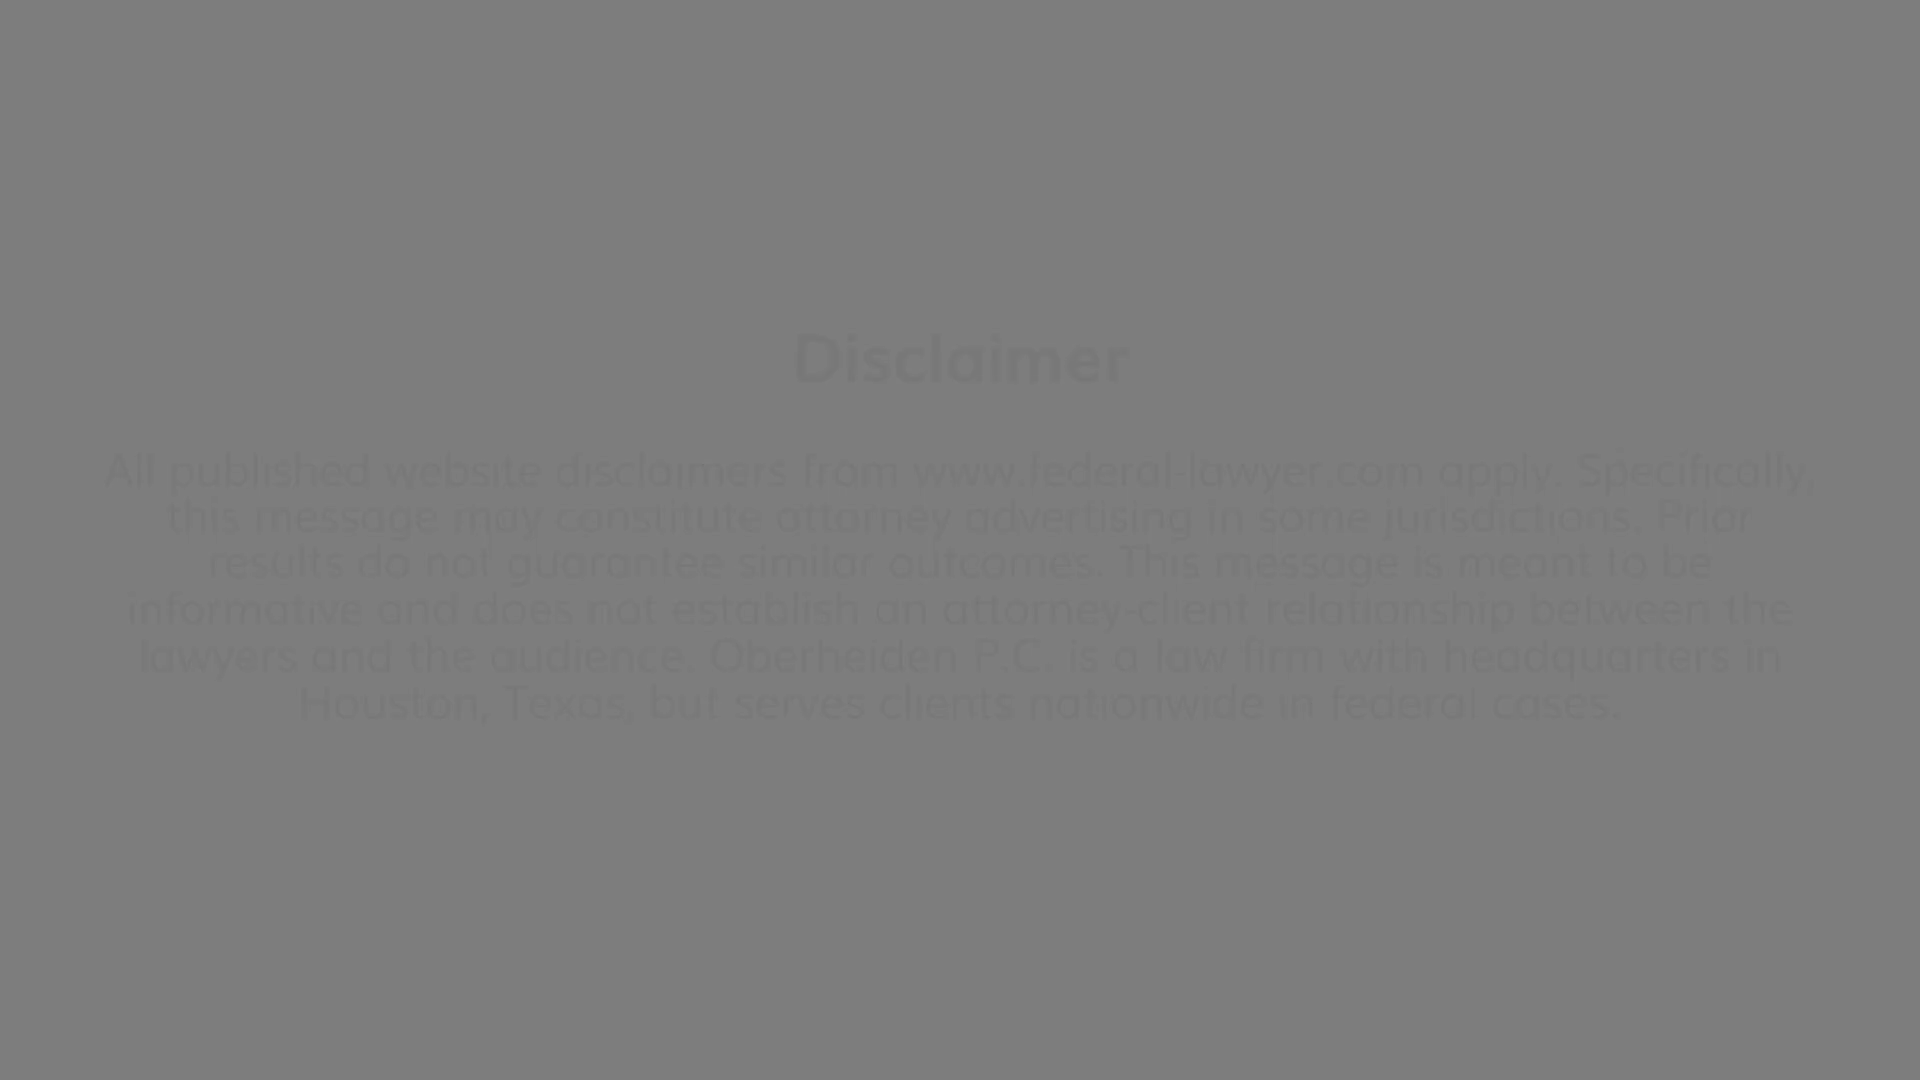 Disclaimer
All published website disclaimers from www.federal-lawyer.com apply. Specifically,
this message may constitute attorney advertising in some jurisdictions. Prior
results do not guarantee similar outcomes. This message is meant to be
informative and does not establish an attorney-client relationship between the
lawyers and the audience. Oberheiden P.C. is a law firm with headquarters in
Houston, Texas, but serves clients nationwide in federal cases.